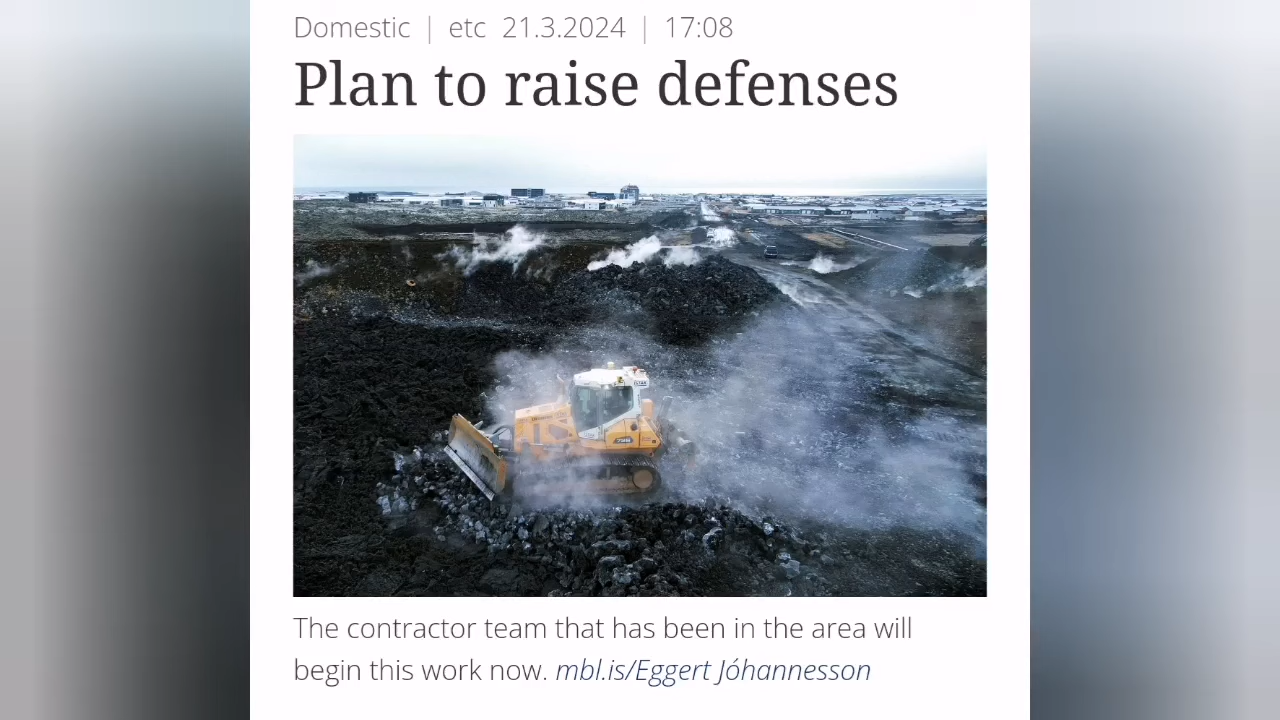 Domestic | etc 21.3.2024 | 17:08
Plan to raise defenses
The contractor team that has been in the area will
begin this work now. mbl.is/Eggert Jóhannesson